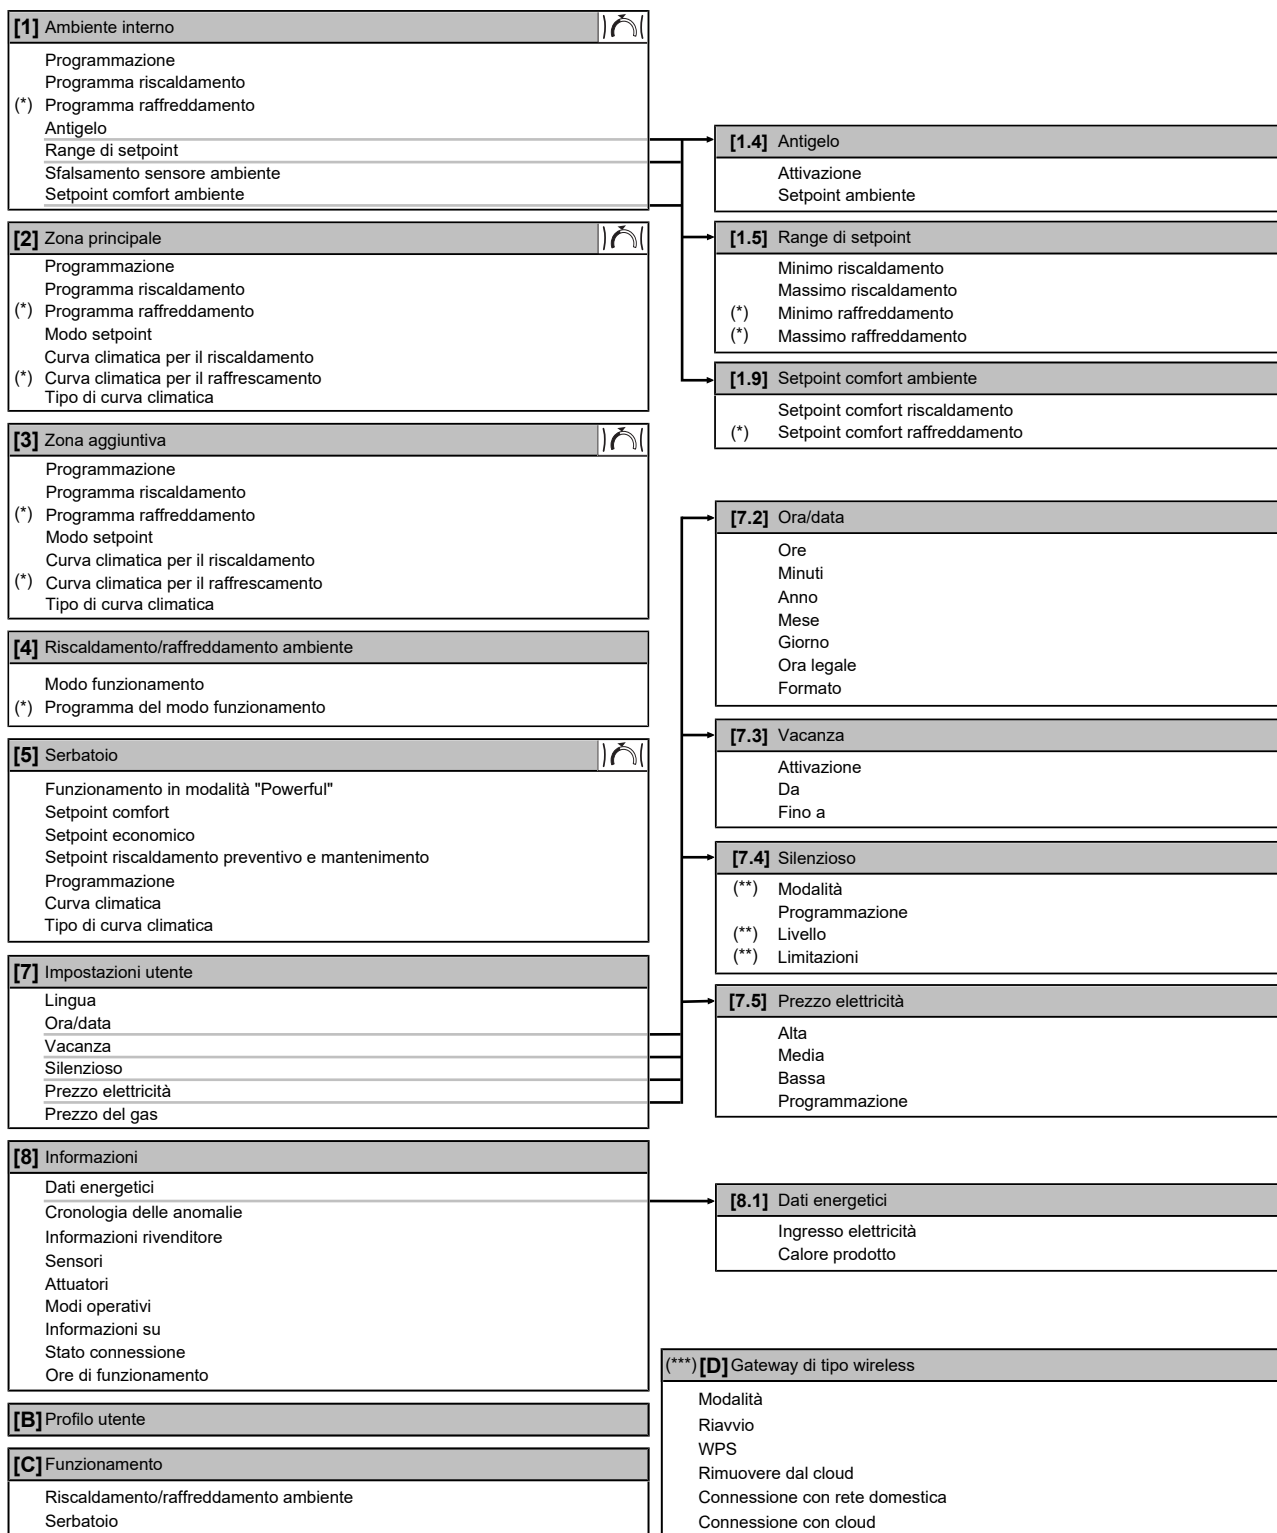 [1] Ambiente interno
Programmazione
Programma riscaldamento
(*) Programma raffreddamento
Antigelo
Range di setpoint
Sfalsamento sensore ambiente
Setpoint comfort ambiente
[2] Zona principale
Programmazione
Programma riscaldamento
(*) Programma raffreddamento
Modo setpoint
Curva climatica per il riscaldamento
(*) Curva climatica per il raffrescamento
Tipo di curva climatica
[3] Zona aggiuntiva
Programmazione
Programma riscaldamento
(*) Programma raffreddamento
Modo setpoint
Curva climatica per il riscaldamento
(*) Curva climatica per il raffrescamento
Tipo di curva climatica
[4] Riscaldamento/raffreddamento ambiente
Modo funzionamento
(*) Programma del modo funzionamento
[5] Serbatoio
Funzionamento in modalità "Powerful"
Setpoint comfort
Setpoint economico
Setpoint riscaldamento preventivo e mantenimento
Programmazione
Curva climatica
Tipo di curva climatica
[7] Impostazioni utente
Lingua
Ora/data
Vacanza
Silenzioso
Prezzo elettricità
Prezzo del gas
[8] Informazioni
Dati energetici
Cronologia delle anomalie
Informazioni rivenditore
Sensori
Attuatori
Modi operativi
Informazioni su
Stato connessione
Ore di funzionamento
[B] Profilo utente
[C] Funzionamento
Riscaldamento/raffreddamento ambiente
Serbatoio
[1.4] Antigelo
Attivazione
Setpoint ambiente
[1.5] Range di setpoint
Minimo riscaldamento
Massimo riscaldamento
(*) Minimo raffreddamento
(*) Massimo raffreddamento
[1.9] Setpoint comfort ambiente
Setpoint comfort riscaldamento
(*) Setpoint comfort raffreddamento
[7.2] Ora/data
Ore
Minuti
Anno
Mese
Giorno
Ora legale
Formato
[7.3] Vacanza
Attivazione
Da
Fino a
[7.4] Silenzioso
(**) Modalità
Programmazione
(**) Livello
(**) Limitazioni
[7.5] Prezzo elettricità
Alta
Media
Bassa
Programmazione
[8.1] Dati energetici
Ingresso elettricità
Calore prodotto
(***) [D] Gateway di tipo wireless
Modalità
Riavvio
WPS
Rimuovere dal cloud
Connessione con rete domestica
Connessione con cloud